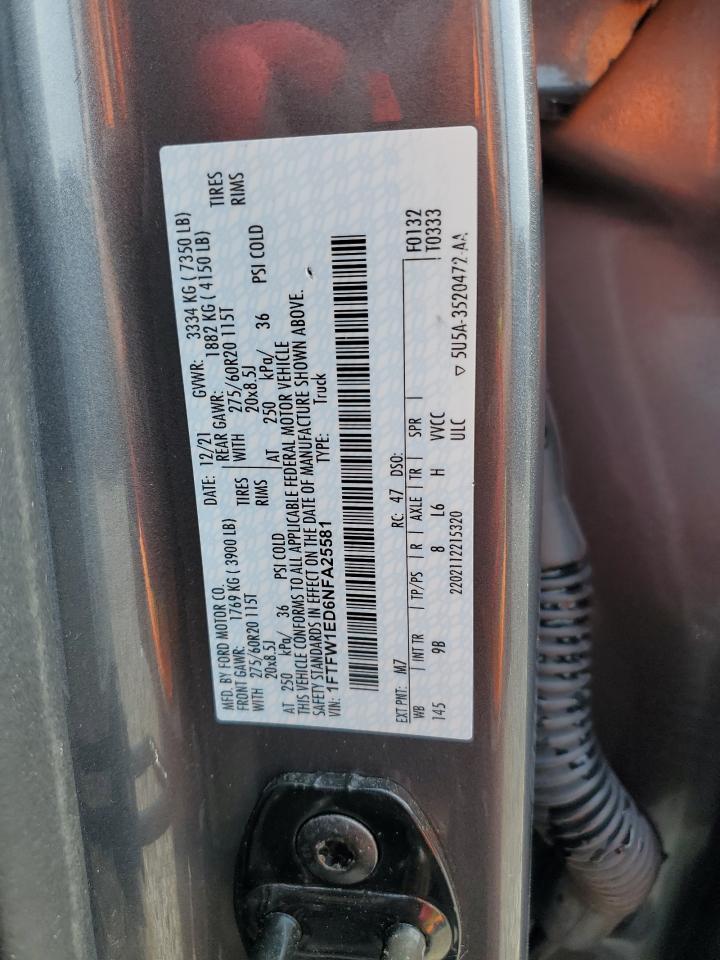 MFD. BY FORD MOTOR CO. DATE: 12/21 GVWR: 3334 KG ( 7350 LB)
FRONT GAWR: 1769 KG ( 3900 LB) REAR GAWR: 1882 KG ( 4150 LB)
WITH 275/60R20 115T TIRES WITH 275/60R20 115T TIRES
20x8.5J RIMS 20x8.5J RIMS
AT 250 kPa/ 36 PSI COLD AT 250 kPa/ 36 PSI COLD
THIS VEHICLE CONFORMS TO ALL APPLICABLE FEDERAL MOTOR VEHICLE
SAFETY STANDARDS IN EFFECT ON THE DATE OF MANUFACTURE SHOWN ABOVE.
VIN: 1FTFW1ED6NFA25581 TYPE: Truck
EXT PNT: M7 RC: 47 DSO: F0132
WB INT TR TP/PS R AXLE TR SPR T0333
145 9B 8 L6 H VVCC
2202112215320 ULC ▽ 5U5A-3520472-AA